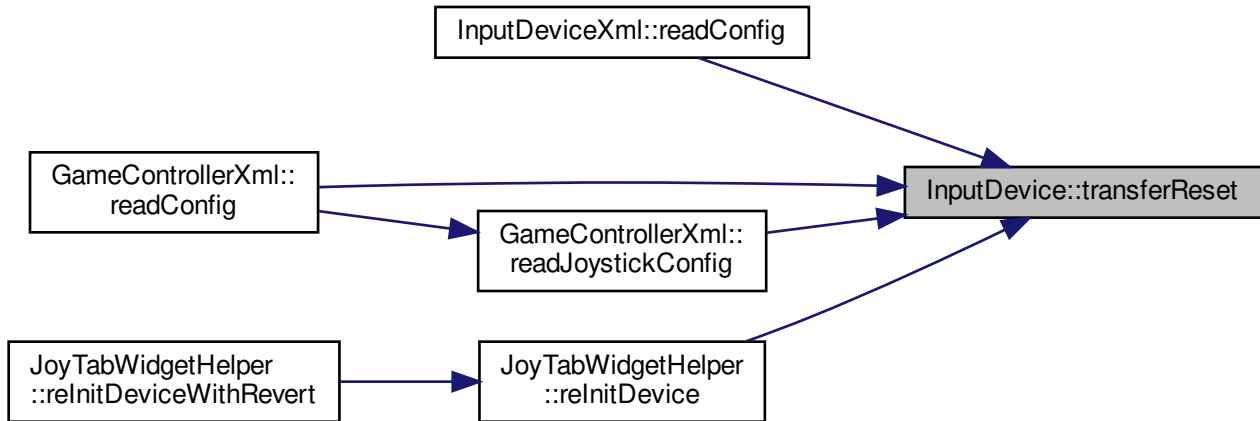 InputDeviceXml::readConfig
GameControllerXml::
readConfig
InputDevice::transferReset
GameControllerXml::
readJoystickConfig
JoyTabWidgetHelper
::reInitDeviceWithRevert
JoyTabWidgetHelper
::reInitDevice